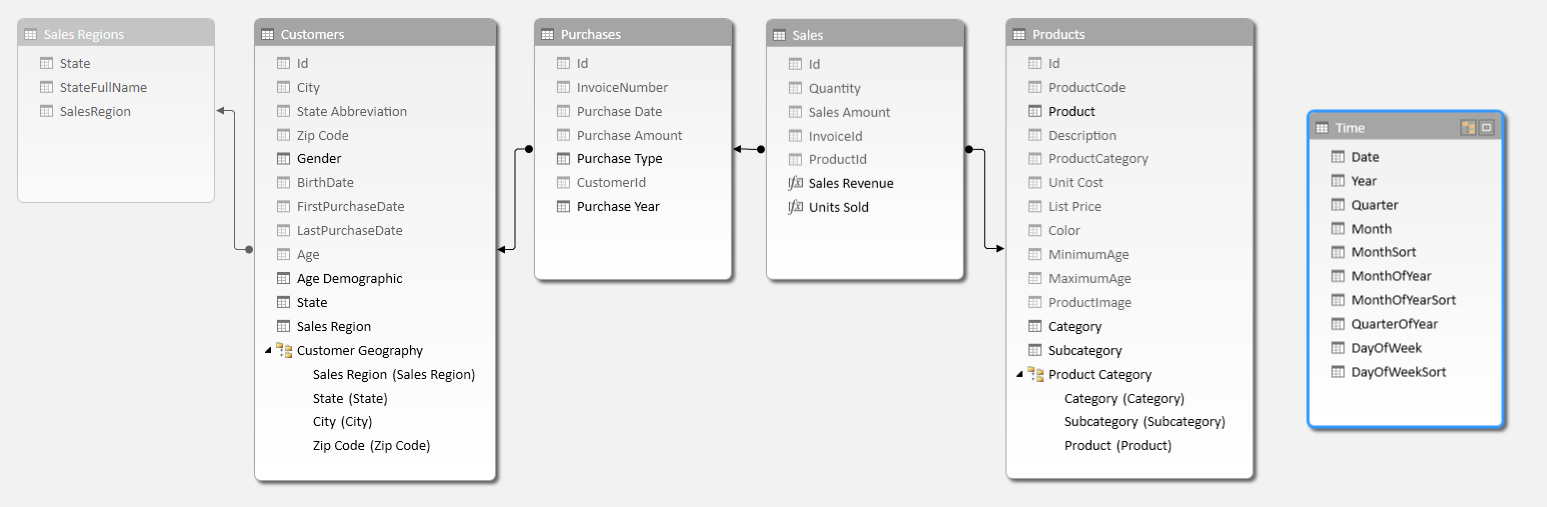 Sales Regions
State
StateFullName
SalesRegion
Customers
Id
City
State Abbreviation
Zip Code
Gender
BirthDate
FirstPurchaseDate
LastPurchaseDate
Age
Age Demographic
State
Sales Region
Customer Geography
Sales Region (Sales Region)
State (State)
City (City)
Zip Code (Zip Code)
Purchases
Id
InvoiceNumber
Purchase Date
Purchase Amount
Purchase Type
CustomerId
Purchase Year
Sales
Id
Quantity
Sales Amount
InvoiceId
ProductId
Sales Revenue
Units Sold
Products
Id
ProductCode
Product
Description
ProductCategory
Unit Cost
List Price
Color
MinimumAge
MaximumAge
ProductImage
Category
Subcategory
Product Category
Category (Category)
Subcategory (Subcategory)
Product (Product)
Time
Date
Year
Quarter
Month
MonthSort
MonthOfYear
MonthOfYearSort
QuarterOfYear
DayOfWeek
DayOfWeekSort